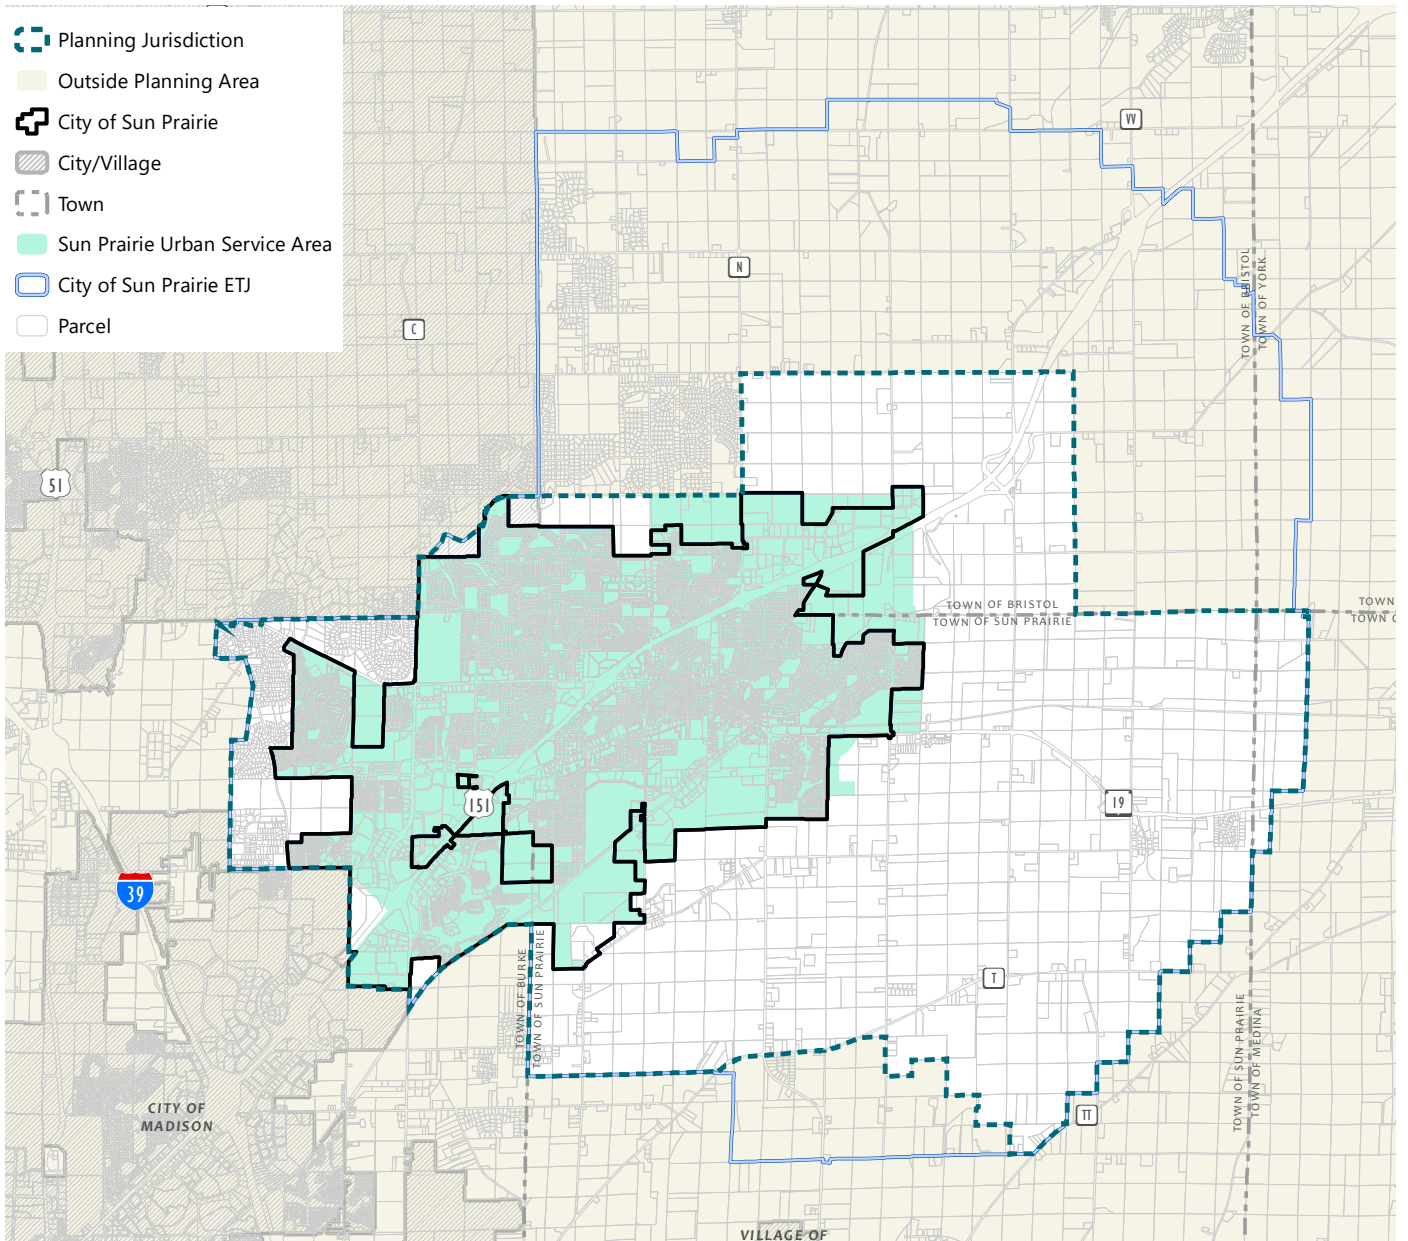 Planning Jurisdiction
Outside Planning Area
City of Sun Prairie
City/Village
Town
Sun Prairie Urban Service Area
City of Sun Prairie ETJ
Parcel
VV
N
C
TOWN OF BRISTOL
TOWN OF YORK
51
TOWN OF BRISTOL
TOWN OF SUN PRAIRIE
TOWN
TOWN
151
19
39
T
TOWN OF BURKE
TOWN OF SUN PRAIRIE
TOWN OF SUN PRAIRIE
TOWN OF MEDINA
TT
CITY OF
MADISON
VILLAGE OF